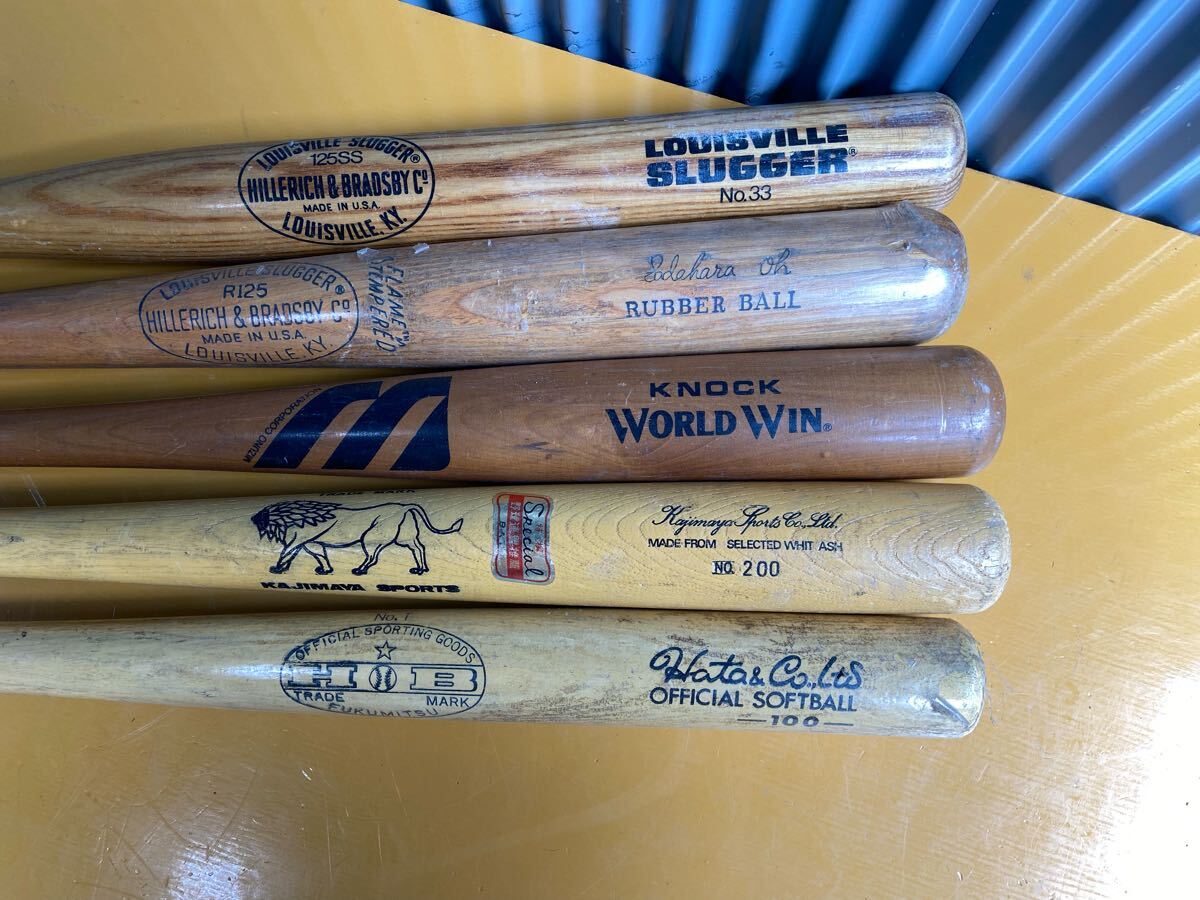 LOUISVILLE SLUGGER®
125SS
HILLERICH & BRADSBY Cº
MADE IN U.S.A.
LOUISVILLE, KY.
LOUISVILLE
SLUGGER®
No.33
LOUISVILLE SLUGGER®
R125
HILLERICH & BRADSBY Cº
MADE IN U.S.A.
LOUISVILLE, KY.
FLAME™
TEMPERED
Sadahara Oh
RUBBER BALL
MIZUNO CORPORATION
KNOCK
WORLD WIN®
TRADE MARK
KAJIMAYA SPORTS
Special
Kajimaya Sports Co., Ltd.
MADE FROM SELECTED WHIT ASH
NO. 200
No. 1
OFFICIAL SPORTING GOODS
H B
TRADE MARK
FUKUMITSU
Hata & Co., Ltd
OFFICIAL SOFTBALL
—100—